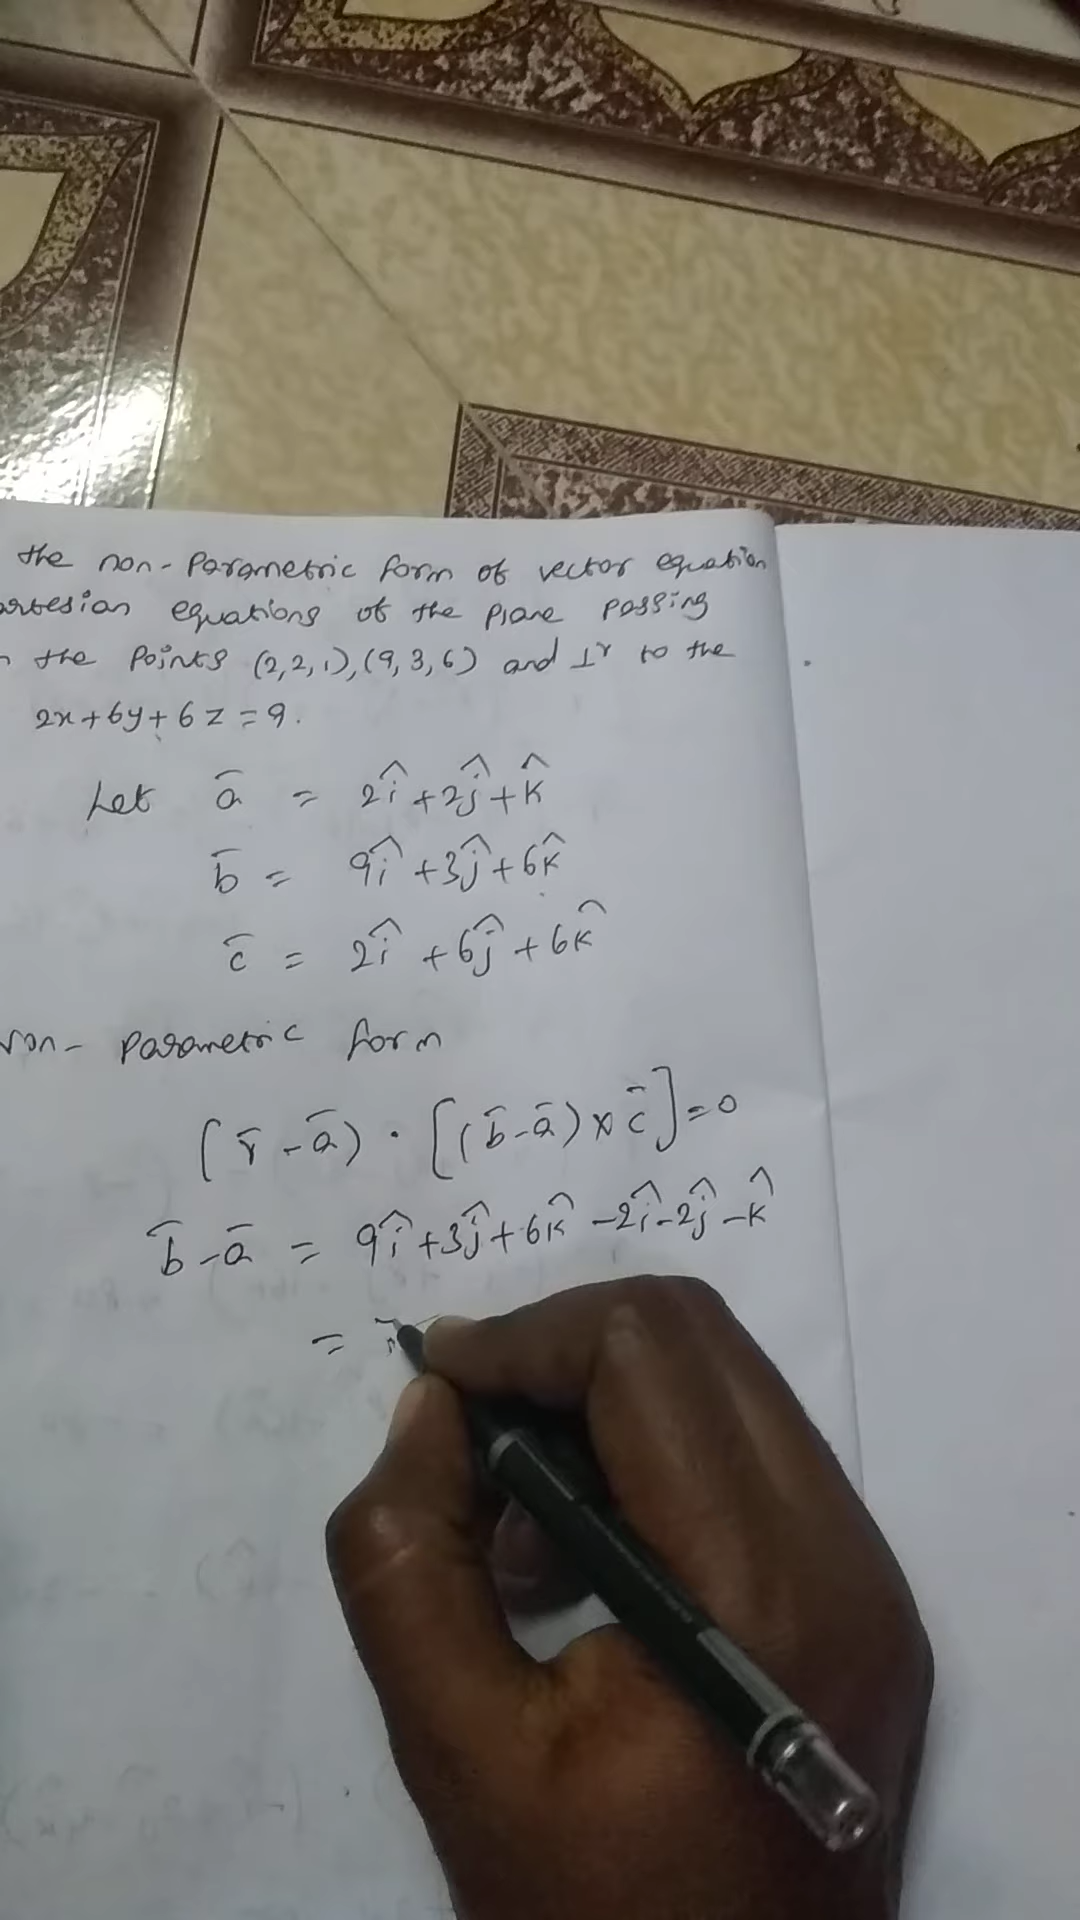 the non-Parametric form of vector equation
artesian equations of the plane passing
the points (2,2,1),(9,3,6) and ⊥r to the
2x+6y+6z=9.
Let a̅ = 2î+2ĵ+k̂
b̅ = 9î+3ĵ+6k̂
c̅ = 2î+6ĵ+6k̂
non- parametric form
(r̅-a̅)·[(b̅-a̅)×c̅]=0
b̅-a̅ = 9î+3ĵ+6k̂-2î-2ĵ-k̂
=